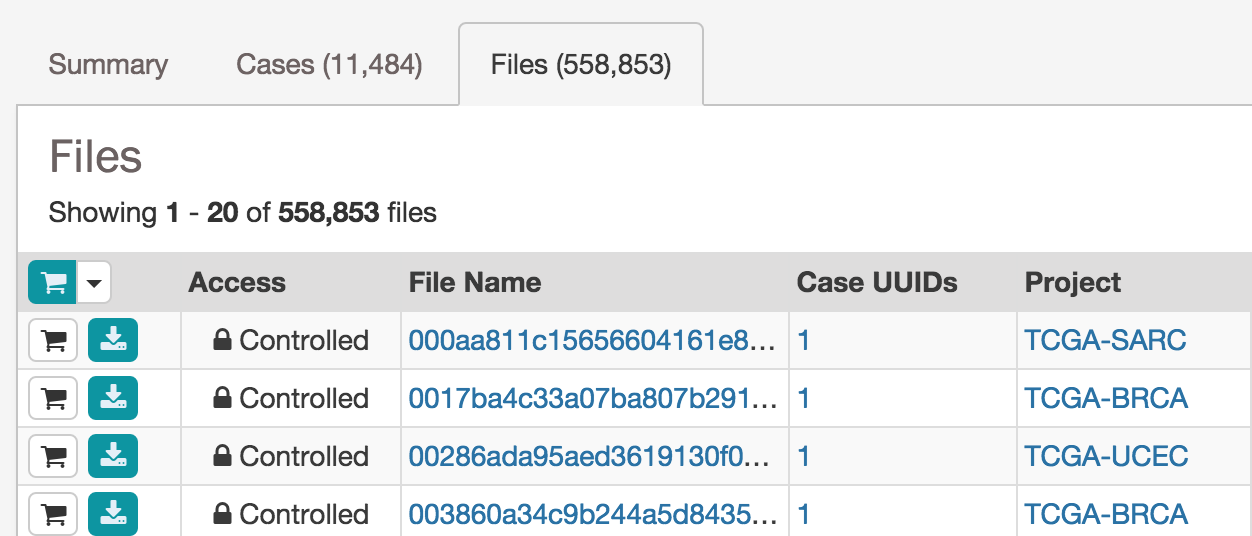 Summary Cases (11,484) Files (558,853)
Files
Showing 1 - 20 of 558,853 files
Access File Name Case UUIDs Project
Controlled 000aa811c15656604161e8... 1 TCGA-SARC
Controlled 0017ba4c33a07ba807b291... 1 TCGA-BRCA
Controlled 00286ada95aed3619130f0... 1 TCGA-UCEC
Controlled 003860a34c9b244a5d8435... 1 TCGA-BRCA